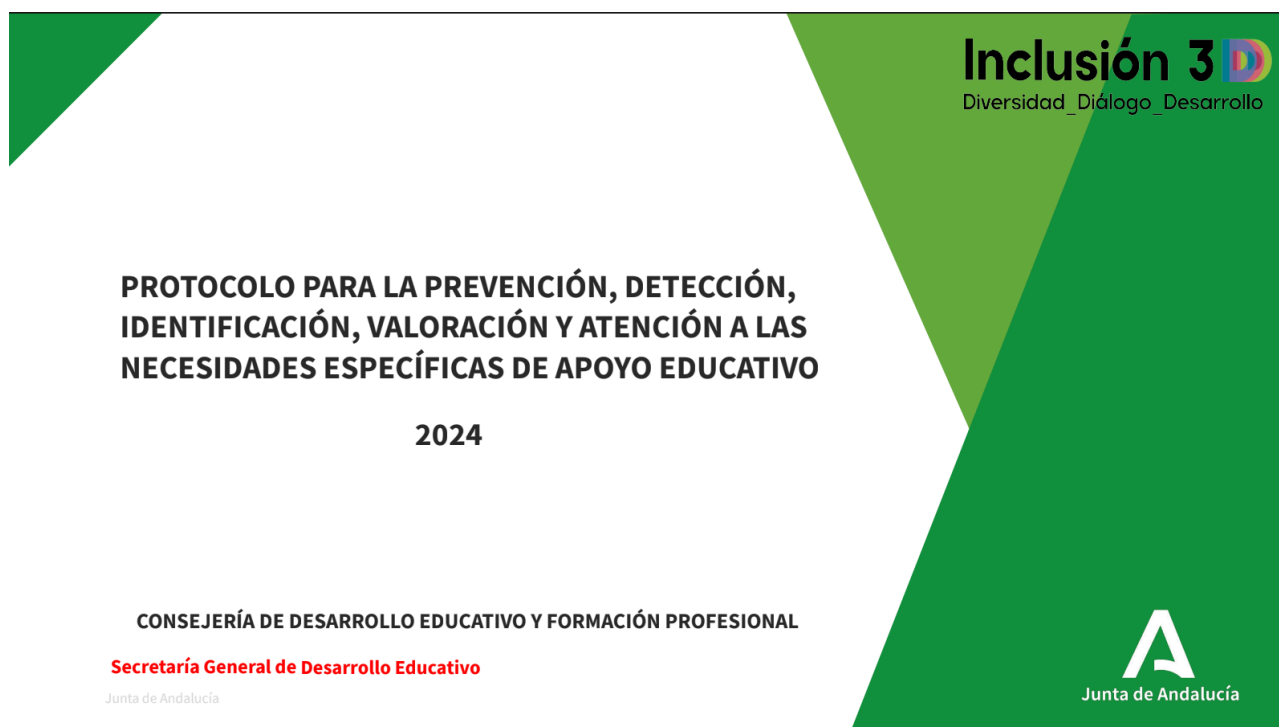 Inclusión 3D
Diversidad_Diálogo_Desarrollo
PROTOCOLO PARA LA PREVENCIÓN, DETECCIÓN,
IDENTIFICACIÓN, VALORACIÓN Y ATENCIÓN A LAS
NECESIDADES ESPECÍFICAS DE APOYO EDUCATIVO
2024
CONSEJERÍA DE DESARROLLO EDUCATIVO Y FORMACIÓN PROFESIONAL
Secretaría General de Desarrollo Educativo
Junta de Andalucía
Junta de Andalucía